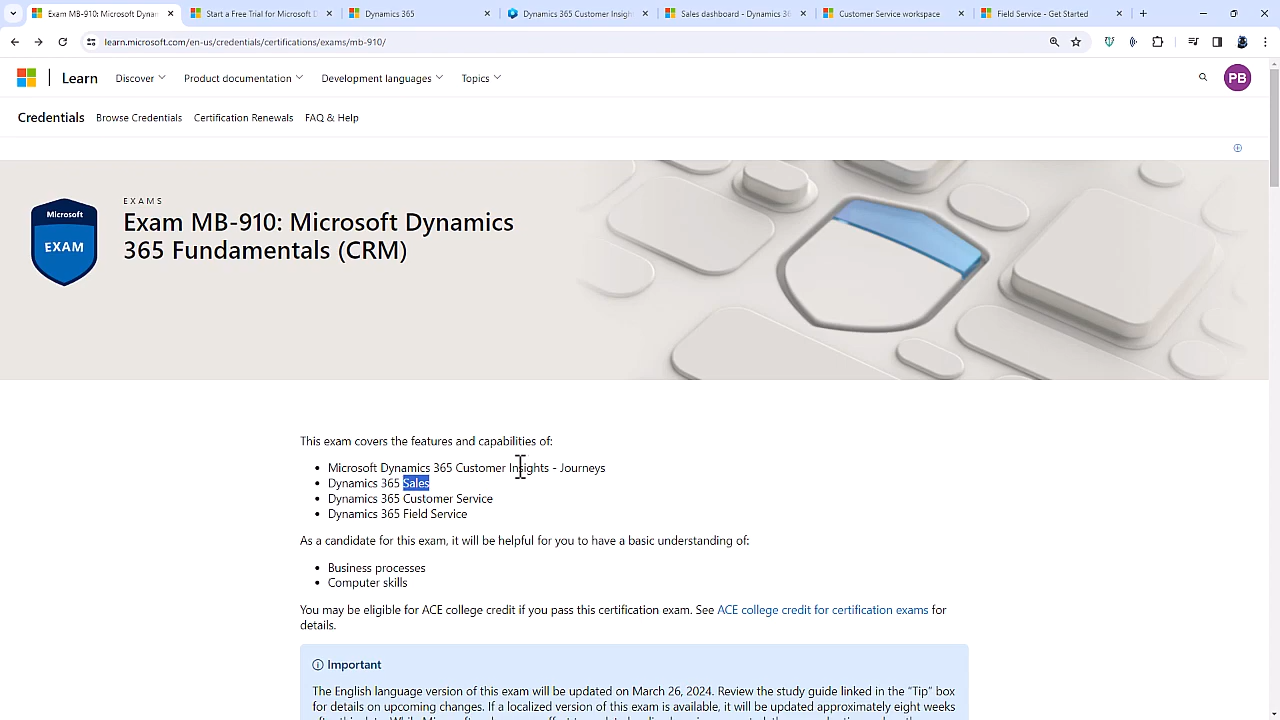 Exam MB-910: Microsoft Dynam
Start a Free Trial for Microsoft D
Dynamics 365
Dynamics 365 Customer Insigh
Sales
Dynamics 3
Custome
kspace
Field Service - Get Started
learn.microsoft.com/en-us/credentials/certifications/exams/mb-910/
Learn Discover Product documentation Development languages Topics PB
Credentials Browse Credentials Certification Renewals FAQ & Help
EXAMS
Microsoft
EXAM
Exam MB-910: Microsoft Dynamics
365 Fundamentals (CRM)
This exam covers the features and capabilities of:
• Microsoft Dynamics 365 Customer Insights - Journeys
• Dynamics 365 Sales
• Dynamics 365 Customer Service
• Dynamics 365 Field Service
As a candidate for this exam, it will be helpful for you to have a basic understanding of:
• Business processes
• Computer skills
You may be eligible for ACE college credit if you pass this certification exam. See ACE college credit for certification exams for
details.
Important
The English language version of this exam will be updated on March 26, 2024. Review the study guide linked in the “Tip” box
for details on upcoming changes. If a localized version of this exam is available, it will be updated approximately eight weeks